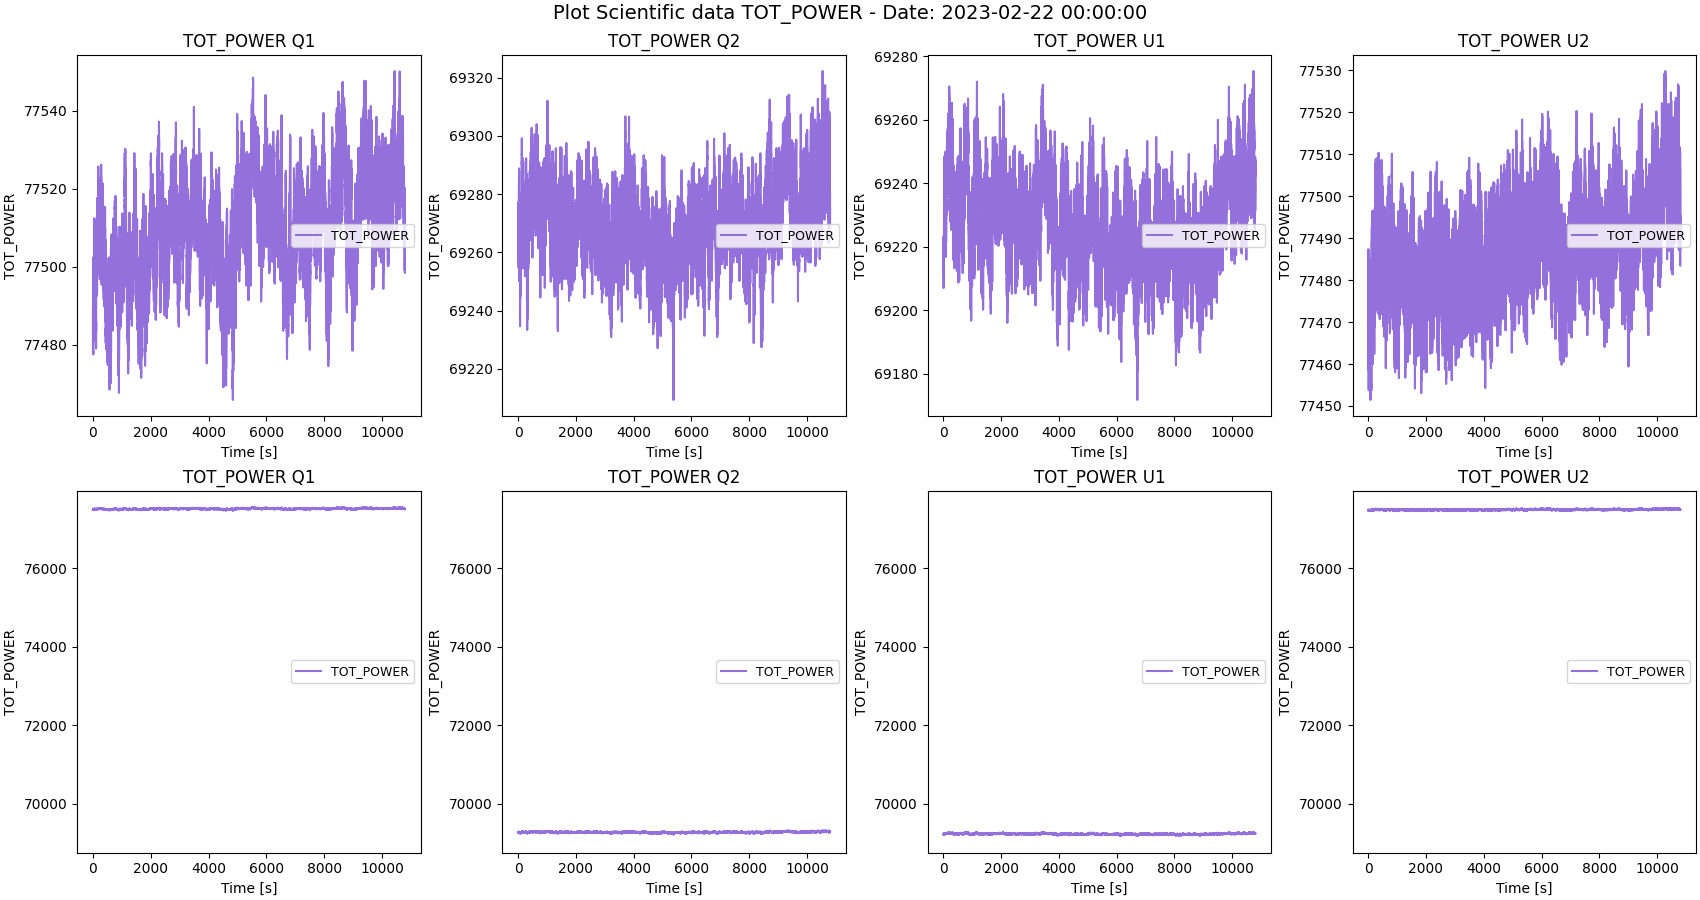 Plot Scientific data TOT_POWER - Date: 2023-02-22 00:00:00
TOT_POWER Q1
TOT_POWER
77540
77520
77500
77480
TOT_POWER
0 2000 4000 6000 8000 10000
Time [s]
TOT_POWER Q2
TOT_POWER
69320
69300
69280
69260
69240
69220
TOT_POWER
0 2000 4000 6000 8000 10000
Time [s]
TOT_POWER U1
TOT_POWER
69280
69260
69240
69220
69200
69180
TOT_POWER
0 2000 4000 6000 8000 10000
Time [s]
TOT_POWER U2
TOT_POWER
77530
77520
77510
77500
77490
77480
77470
77460
77450
TOT_POWER
0 2000 4000 6000 8000 10000
Time [s]
TOT_POWER Q1
TOT_POWER
76000
74000
72000
70000
TOT_POWER
0 2000 4000 6000 8000 10000
Time [s]
TOT_POWER Q2
TOT_POWER
76000
74000
72000
70000
TOT_POWER
0 2000 4000 6000 8000 10000
Time [s]
TOT_POWER U1
TOT_POWER
76000
74000
72000
70000
TOT_POWER
0 2000 4000 6000 8000 10000
Time [s]
TOT_POWER U2
TOT_POWER
76000
74000
72000
70000
TOT_POWER
0 2000 4000 6000 8000 10000
Time [s]